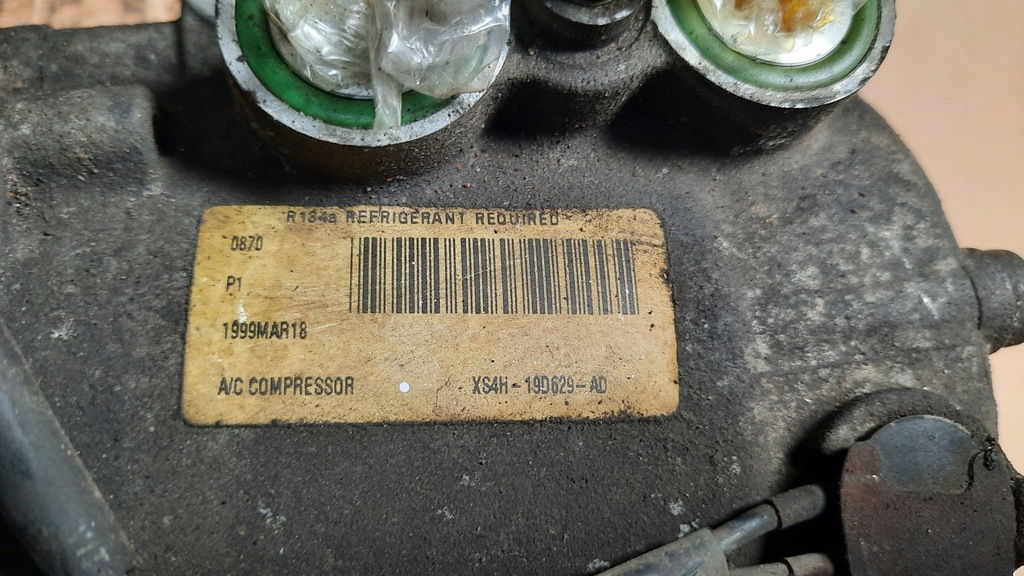 R134a REFRIGERANT REQUIRED
0870
P1
1999MAR18
A/C COMPRESSOR XS4H-19D629-AD